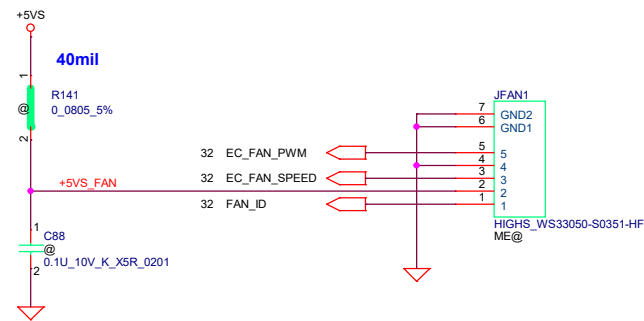 +5VS
40mil
1
R141
@
0_0805_5%
2
+5VS_FAN
1
C88
@
0.1U_10V_K_X5R_0201
2
32 EC_FAN_PWM
32 EC_FAN_SPEED
32 FAN_ID
JFAN1
7 GND2
6 GND1
5 5
4 4
3 3
2 2
1 1
HIGHS_WS33050-S0351-HF
ME@